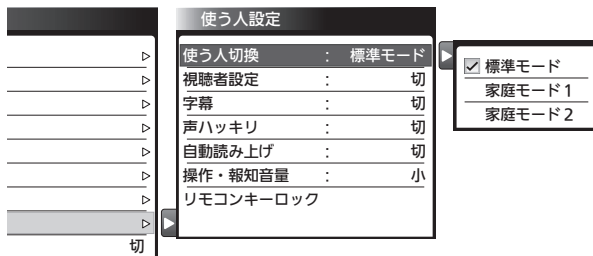 使う人設定
使う人切換 : 標準モード
視聴者設定 : 切
字幕 : 切
声ハッキリ : 切
自動読み上げ : 切
操作・報知音量 : 小
リモコンキーロック
標準モード
家庭モード1
家庭モード2
切